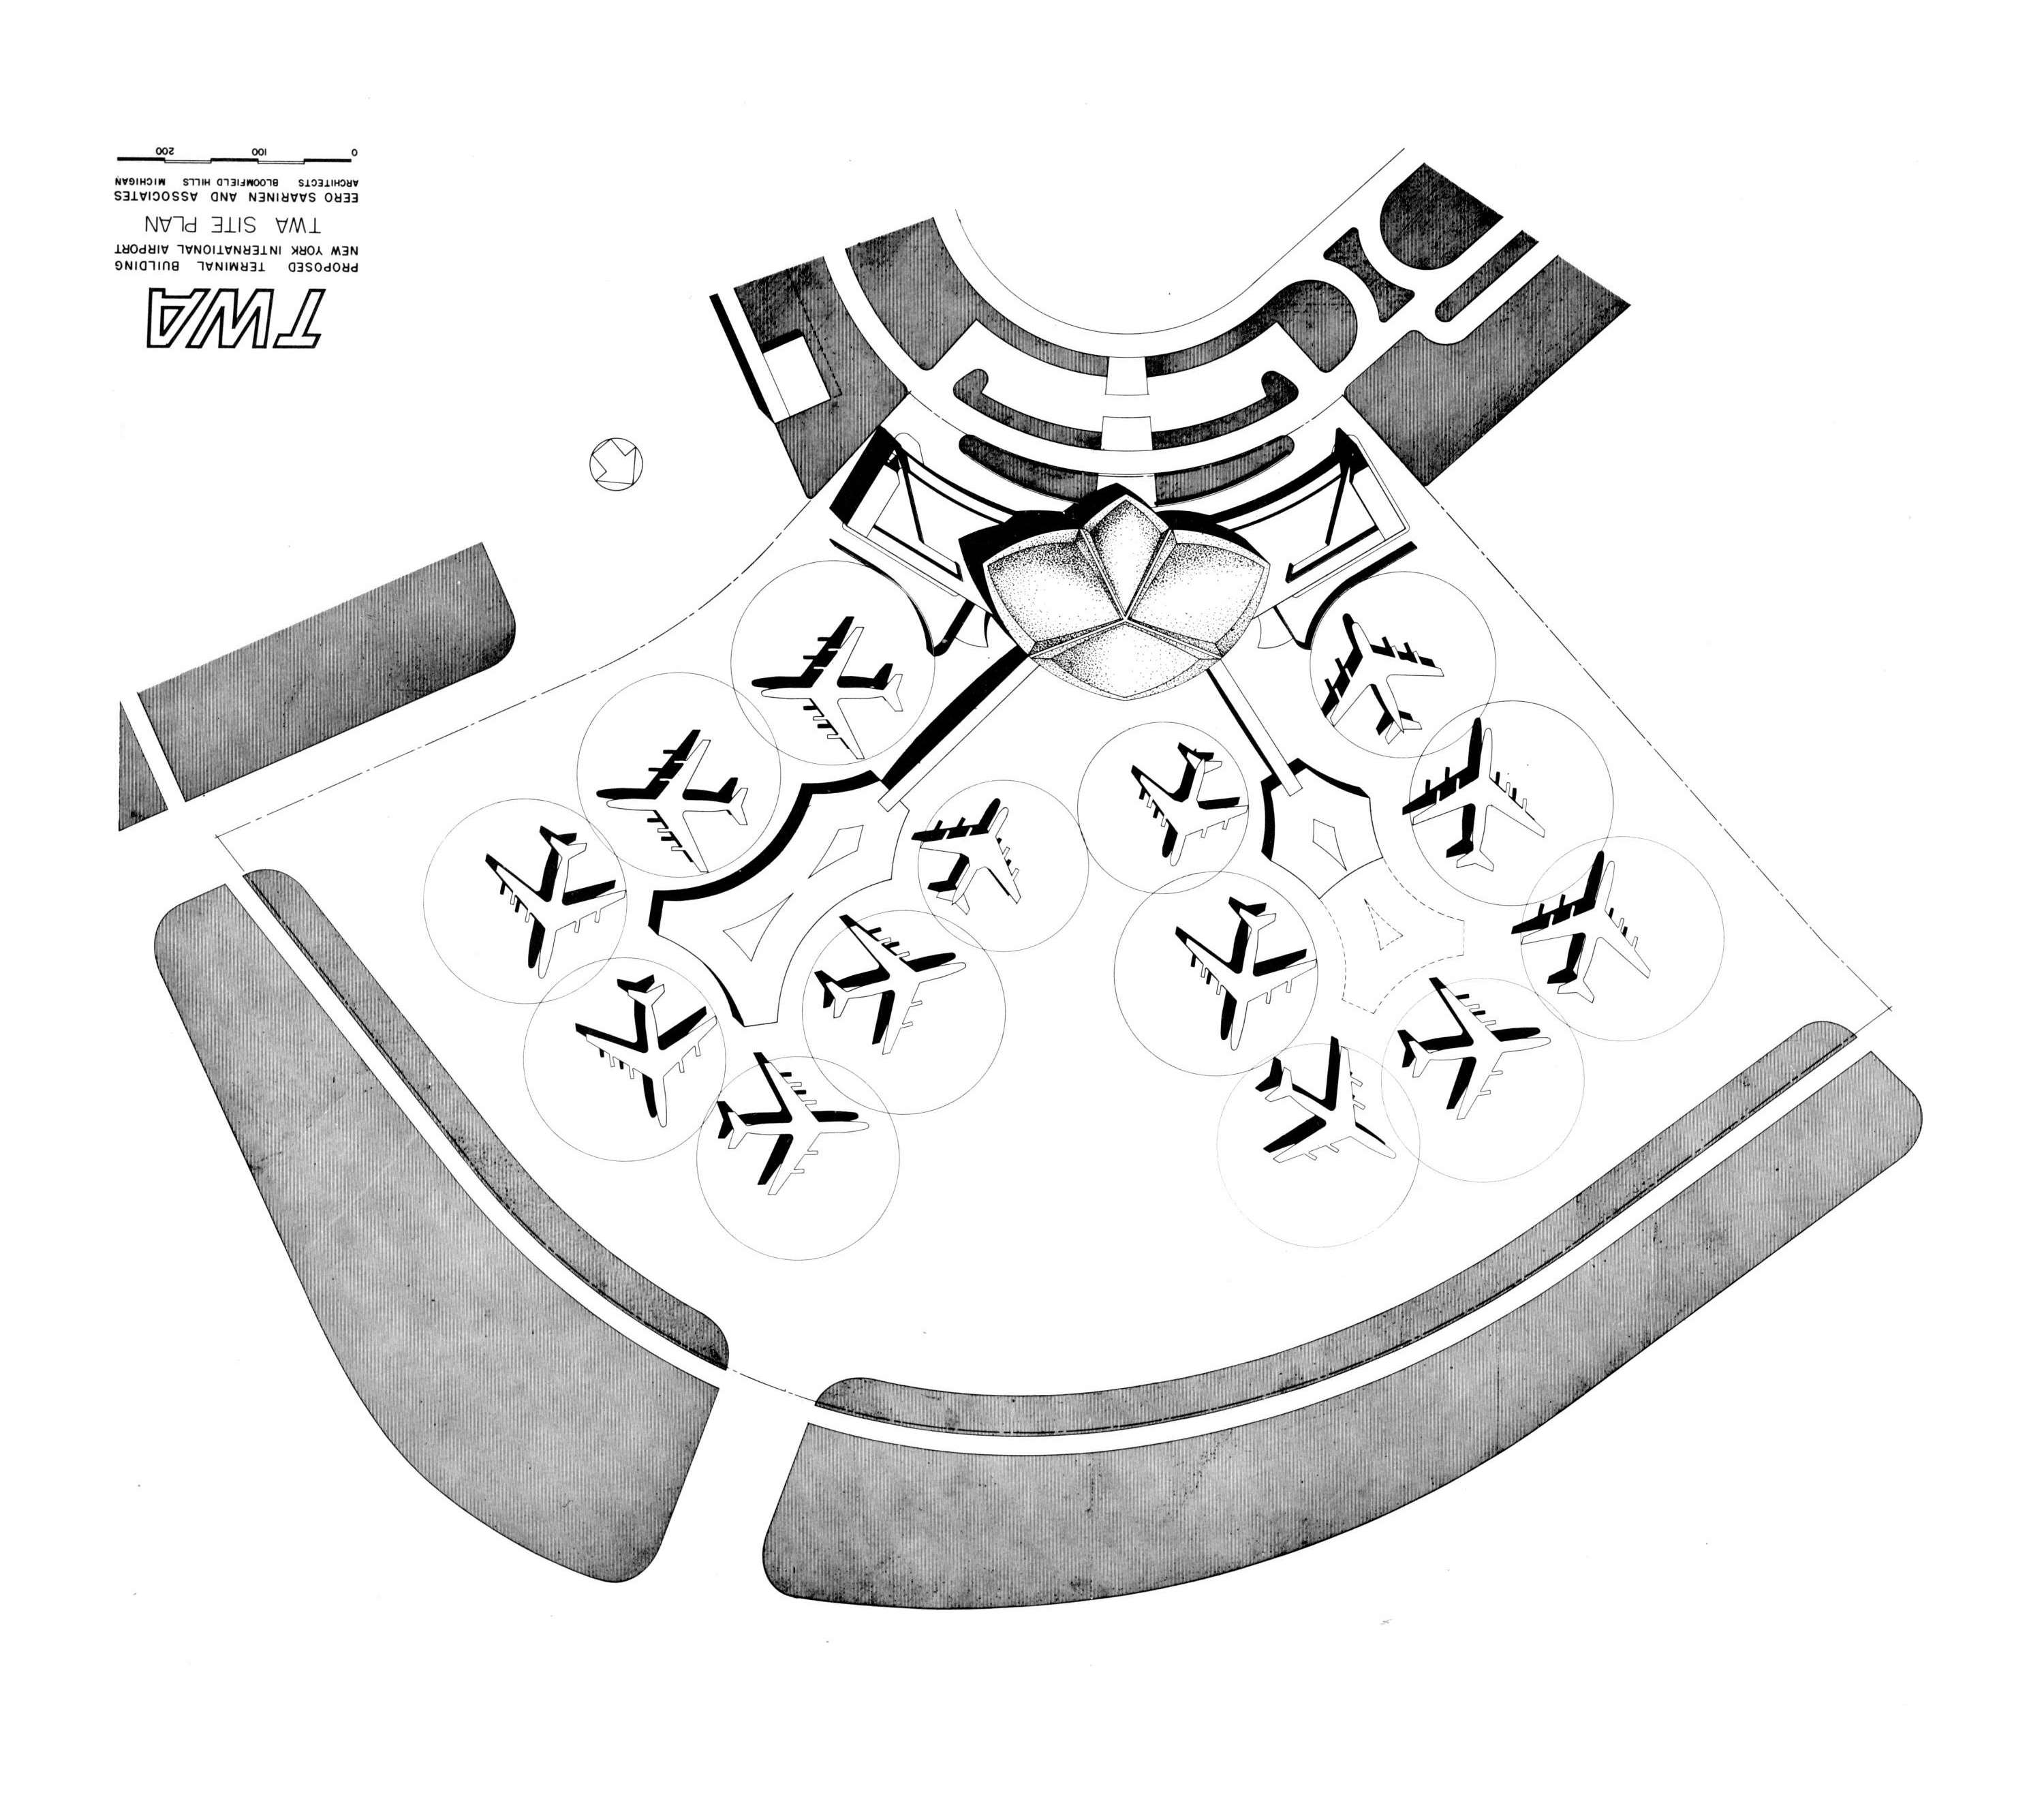 TWA
PROPOSED TERMINAL BUILDING
NEW YORK INTERNATIONAL AIRPORT
TWA SITE PLAN
EERO SAARINEN AND ASSOCIATES
ARCHITECTS BLOOMFIELD HILLS MICHIGAN
0 100 200